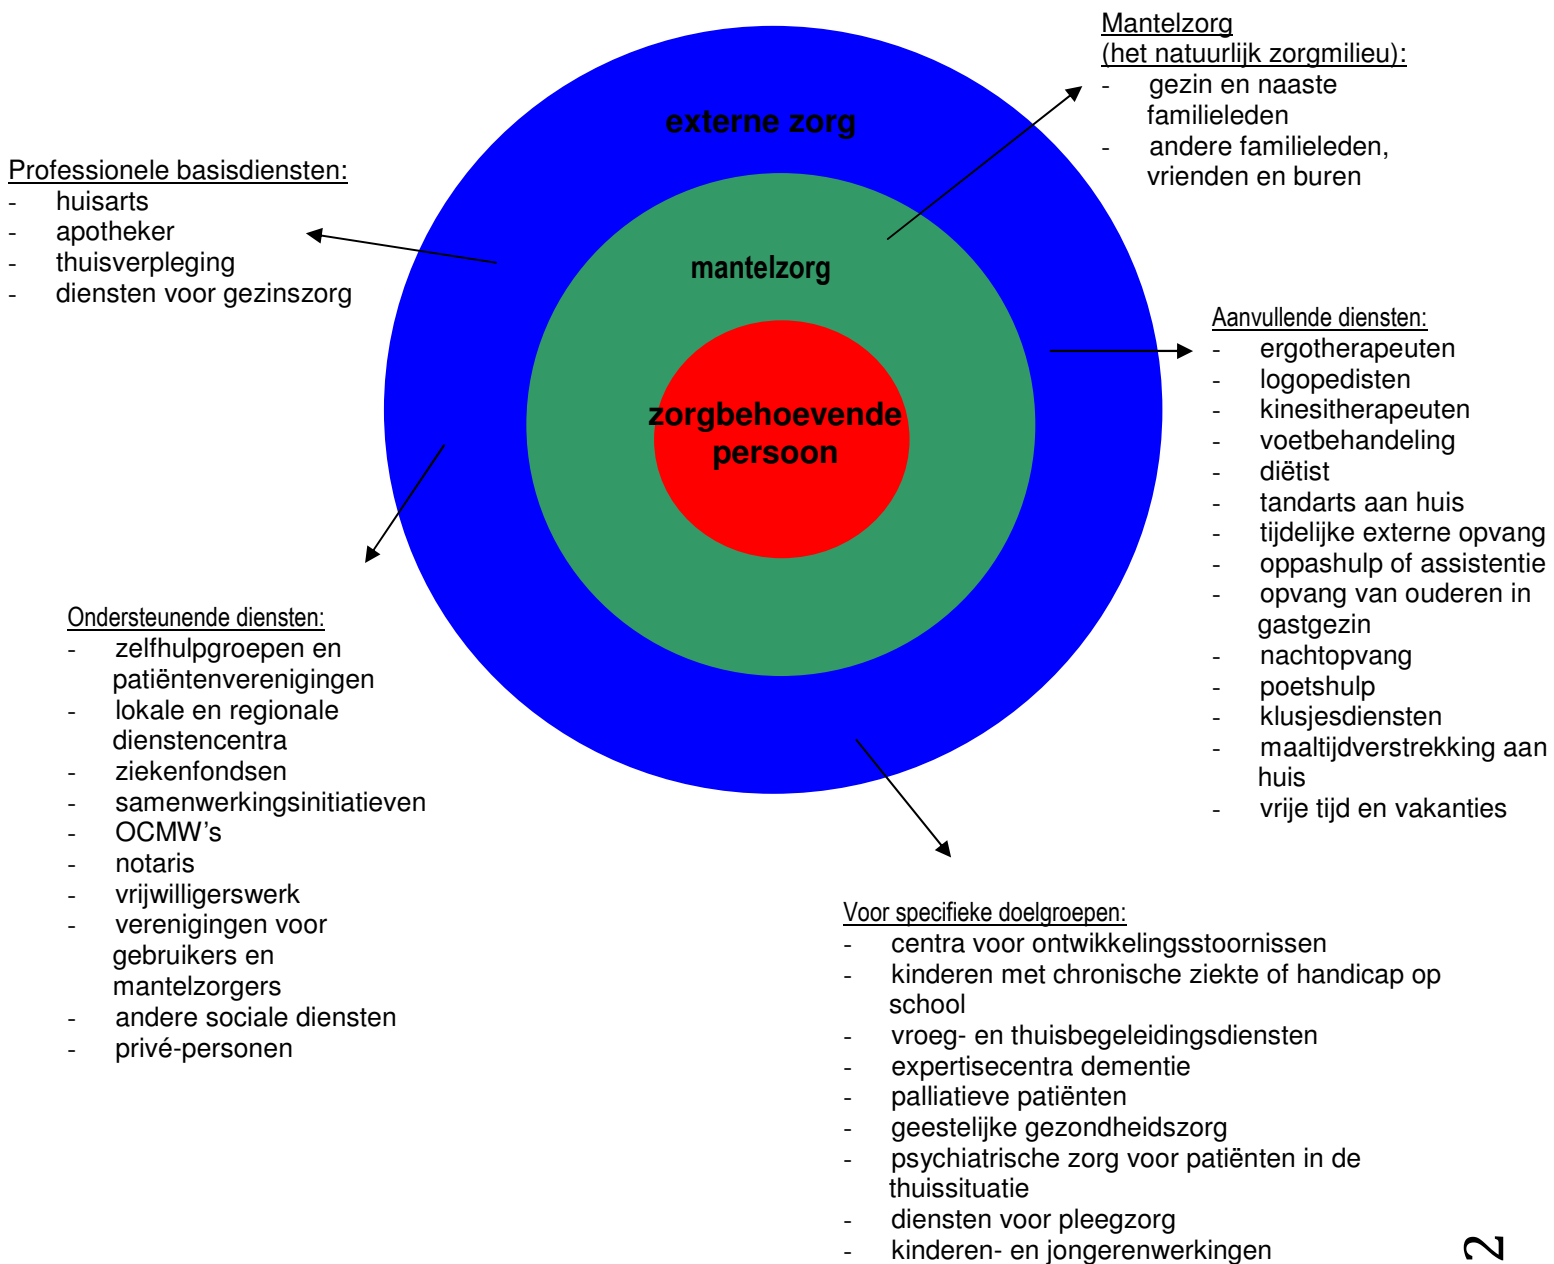 Mantelzorg
(het natuurlijk zorgmilieu):
- gezin en naaste
familieleden
- andere familieleden,
vrienden en buren
externe zorg
Professionele basisdiensten:
- huisarts
- apotheker
- thuisverpleging
- diensten voor gezinszorg
mantelzorg
zorgbehoevende
persoon
Aanvullende diensten:
- ergotherapeuten
- logopedisten
- kinesitherapeuten
- voetbehandeling
- diëtist
- tandarts aan huis
- tijdelijke externe opvang
- oppashulp of assistentie
- opvang van ouderen in
gastgezin
- nachtopvang
- poetshulp
- klusjesdiensten
- maaltijdverstrekking aan
huis
- vrije tijd en vakanties
Ondersteunende diensten:
- zelfhulpgroepen en
patiëntenverenigingen
- lokale en regionale
dienstencentra
- ziekenfondsen
- samenwerkingsinitiatieven
- OCMW’s
- notaris
- vrijwilligerswerk
- verenigingen voor
gebruikers en
mantelzorgers
- andere sociale diensten
- privé-personen
Voor specifieke doelgroepen:
- centra voor ontwikkelingsstoornissen
- kinderen met chronische ziekte of handicap op
school
- vroeg- en thuisbegeleidingsdiensten
- expertisecentra dementie
- palliatieve patiënten
- geestelijke gezondheidszorg
- psychiatrische zorg voor patiënten in de
thuissituatie
- diensten voor pleegzorg
- kinderen- en jongerenwerkingen
2